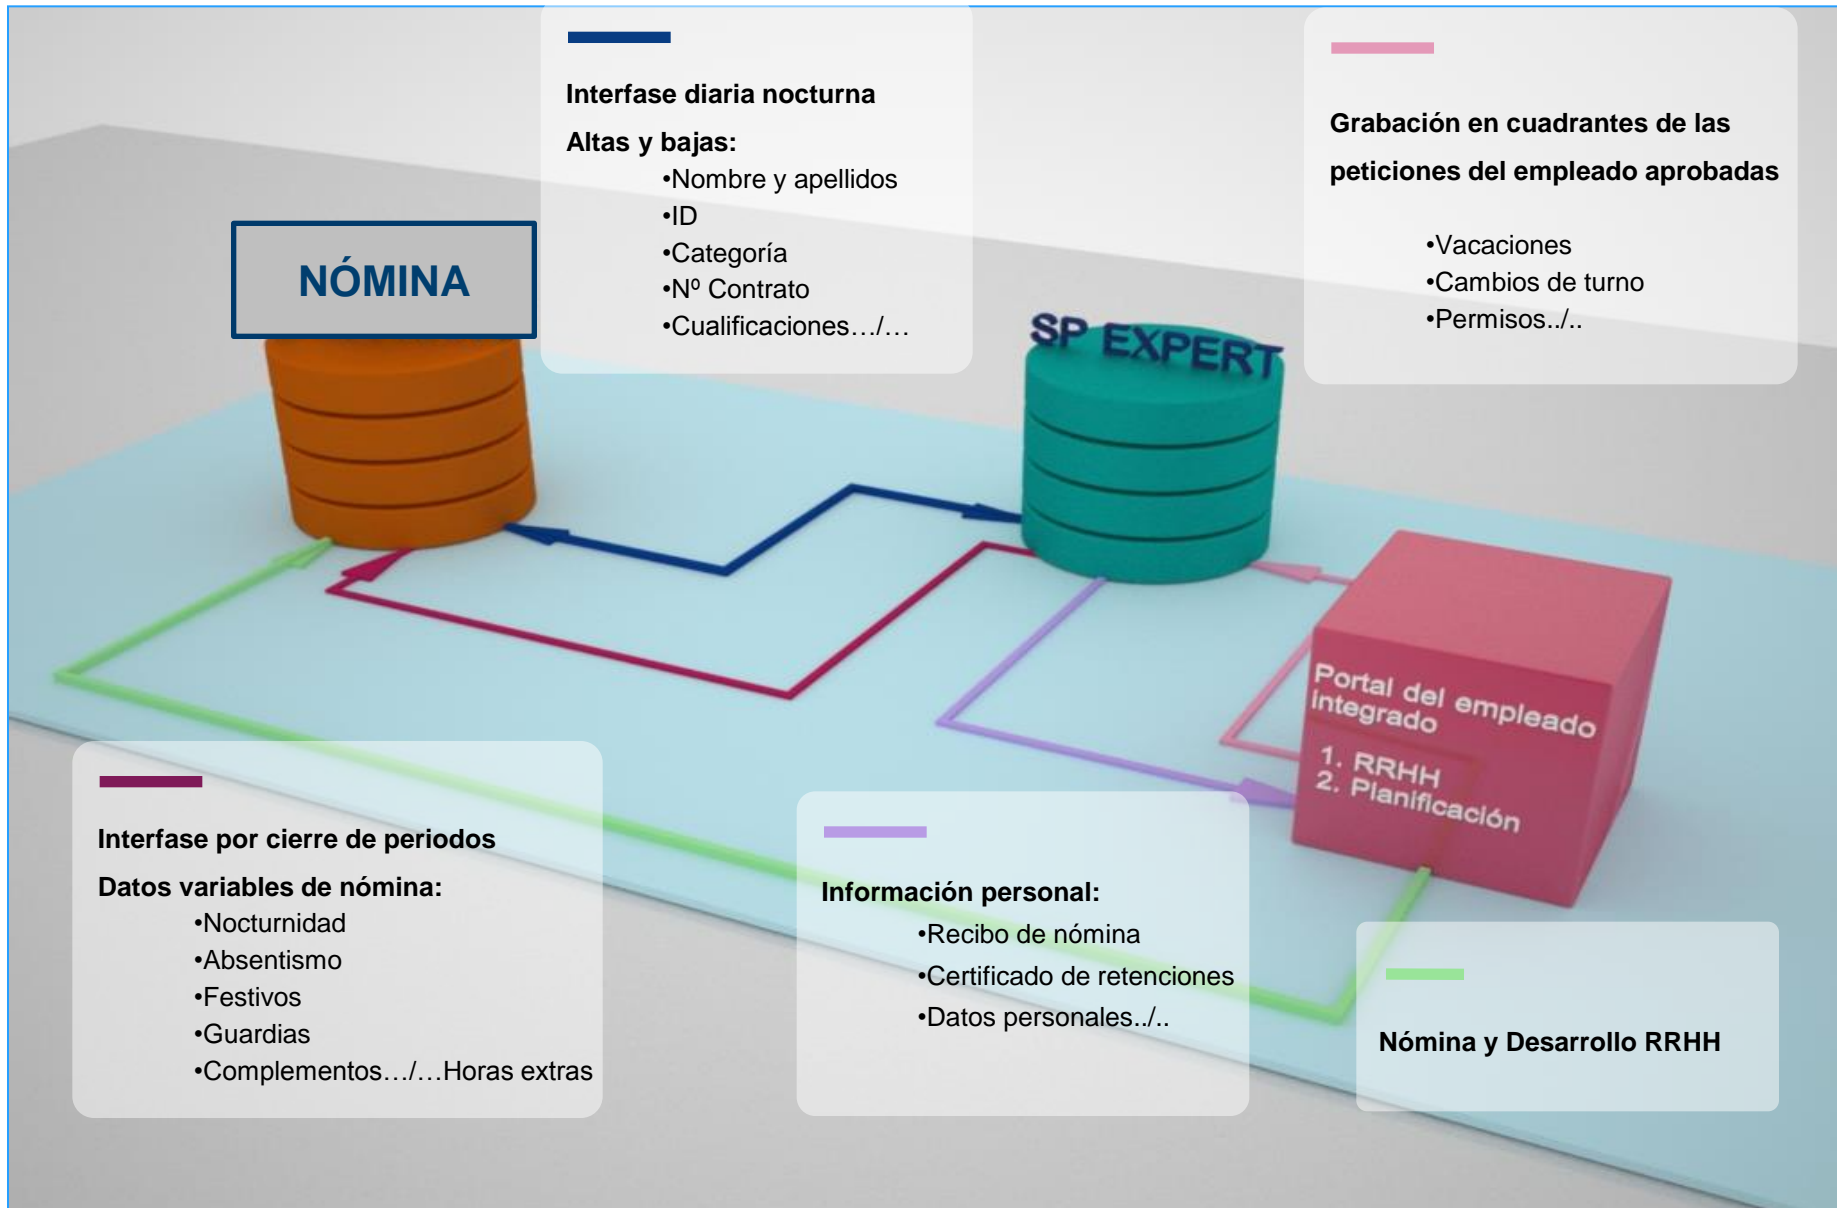 Interfase diaria nocturna
Altas y bajas:
•Nombre y apellidos
•ID
•Categoría
•Nº Contrato
•Cualificaciones…/…
Grabación en cuadrantes de las
peticiones del empleado aprobadas
•Vacaciones
•Cambios de turno
•Permisos../..
NÓMINA
SP EXPERT
Portal del empleado
integrado
1. RRHH
2. Planificación
Interfase por cierre de periodos
Datos variables de nómina:
•Nocturnidad
•Absentismo
•Festivos
•Guardias
•Complementos…/…Horas extras
Información personal:
•Recibo de nómina
•Certificado de retenciones
•Datos personales../..
Nómina y Desarrollo RRHH